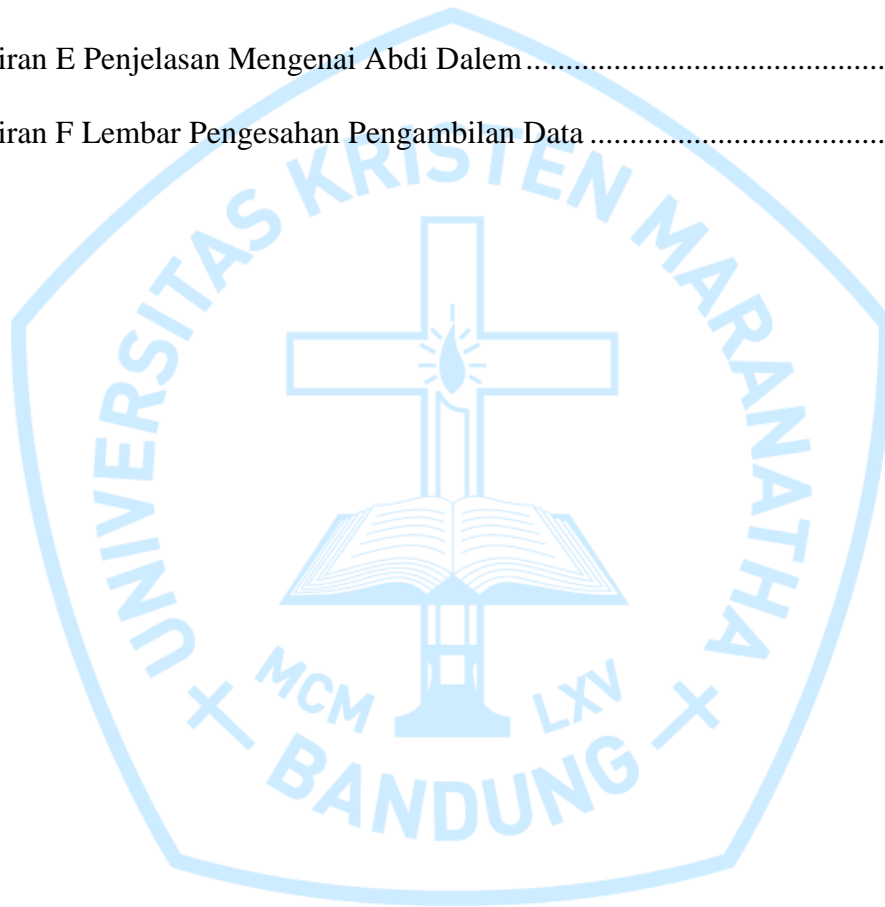 iran E Penjelasan Mengenai Abdi Dalem.............................................
iran F Lembar Pengesahan Pengambilan Data .....................................
UNIVERSITAS KRISTEN MARANATHA
MCM LXV
BANDUNG